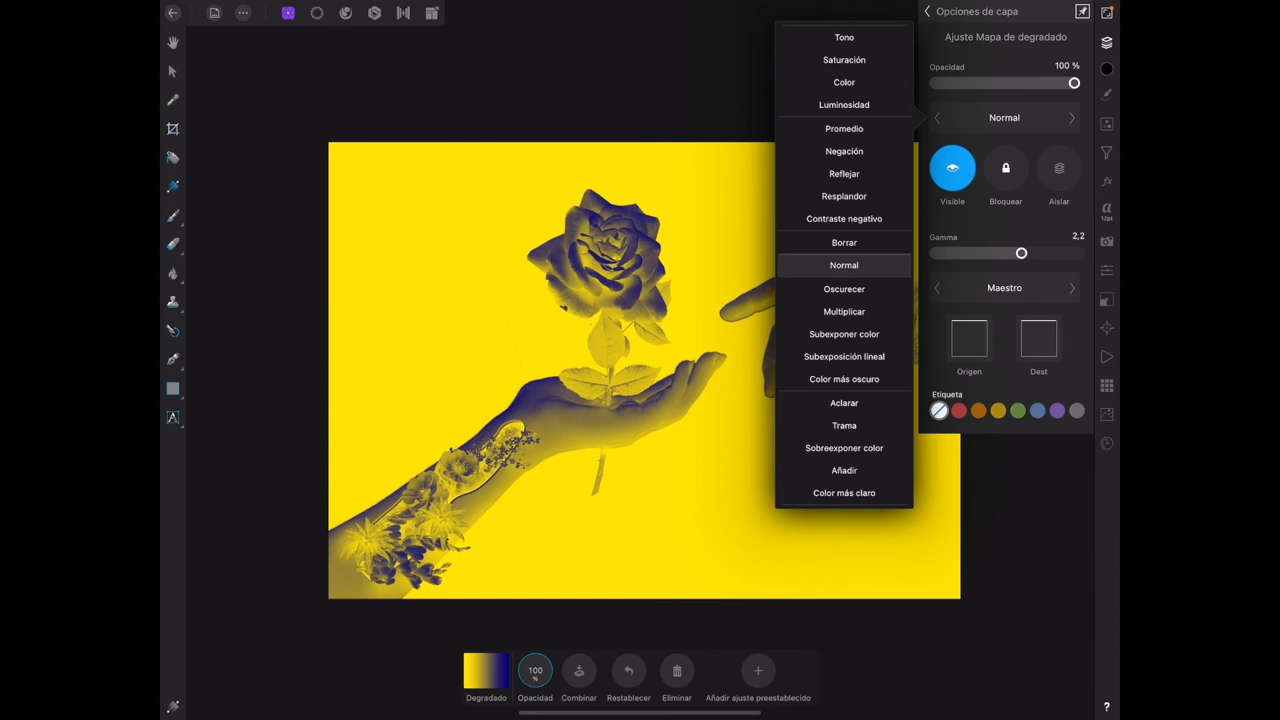 Opciones de capa
Ajuste Mapa de degradado
Opacidad
100 %
Normal
Visible
Bloquear
Aislar
Gamma
2,2
Maestro
Origen
Dest
Etiqueta
Tono
Saturación
Color
Luminosidad
Promedio
Negación
Reflejar
Resplandor
Contraste negativo
Borrar
Normal
Oscurecer
Multiplicar
Subexponer color
Subexposición lineal
Color más oscuro
Aclarar
Trama
Sobreexponer color
Añadir
Color más claro
A
a
12pt
fx
?
100
%
Degradado
Opacidad
Combinar
Restablecer
Eliminar
Añadir ajuste preestablecido